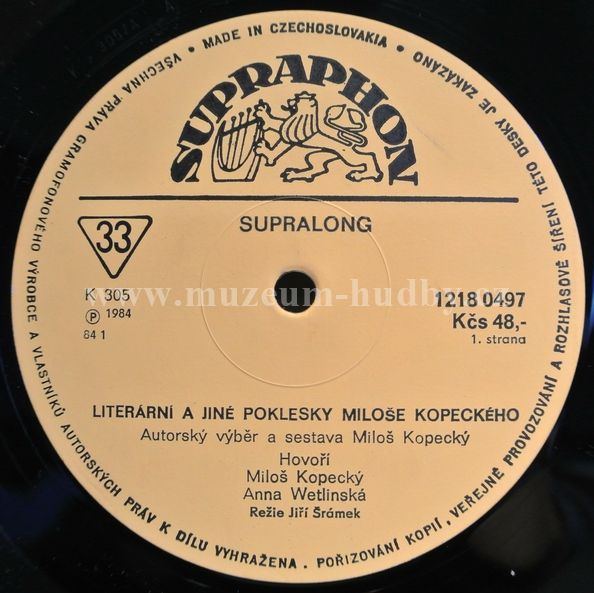 VŠECHNA PRÁVA GRAMOFONOVÉHO VÝROBCE A VLASTNÍKŮ AUTORSKÝCH PRÁV K DÍLU VYHRAŽENA . POŘIZOVÁNÍ KOPIÍ, VEŘEJNÉ PROVOZOVÁNÍ A ROZHLASOVÉ ŠÍŘENÍ TÉTO DESKY JE ZAKÁZÁNO • MADE IN CZECHOSLOVAKIA •
SUPRAPHON
33
SUPRALONG
K 305
℗ 1984
84 1
1218 0497
Kčs 48,-
1. strana
www.muzeum-hudby.cz
LITERÁRNÍ A JINÉ POKLESKY MILOŠE KOPECKÉHO
Autorský výběr a sestava Miloš Kopecký
Hovoří
Miloš Kopecký
Anna Wetlinská
Režie Jiří Šrámek